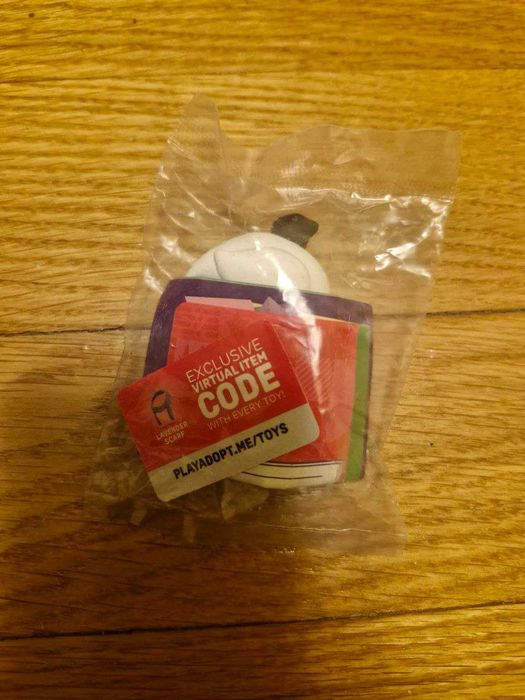 EXCLUSIVE
VIRTUAL ITEM
CODE
WITH EVERY TOY!
LAVENDER
SCARF
PLAYADOPT.ME/TOYS